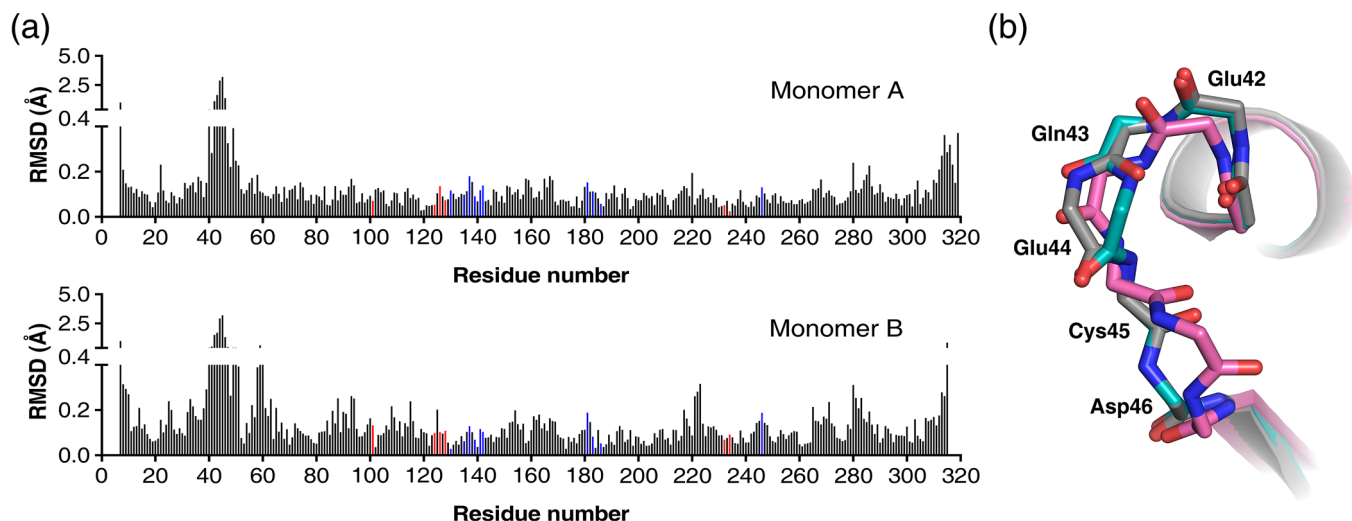 (a)
5.0
2.5
0.4
0.2
0.0
RMSD (Å)
Monomer A
0 20 40 60 80 100 120 140 160 180 200 220 240 260 280 300 320
Residue number
5.0
2.5
0.4
0.2
0.0
RMSD (Å)
Monomer B
0 20 40 60 80 100 120 140 160 180 200 220 240 260 280 300 320
Residue number
(b)
Glu42
Gln43
Glu44
Cys45
Asp46